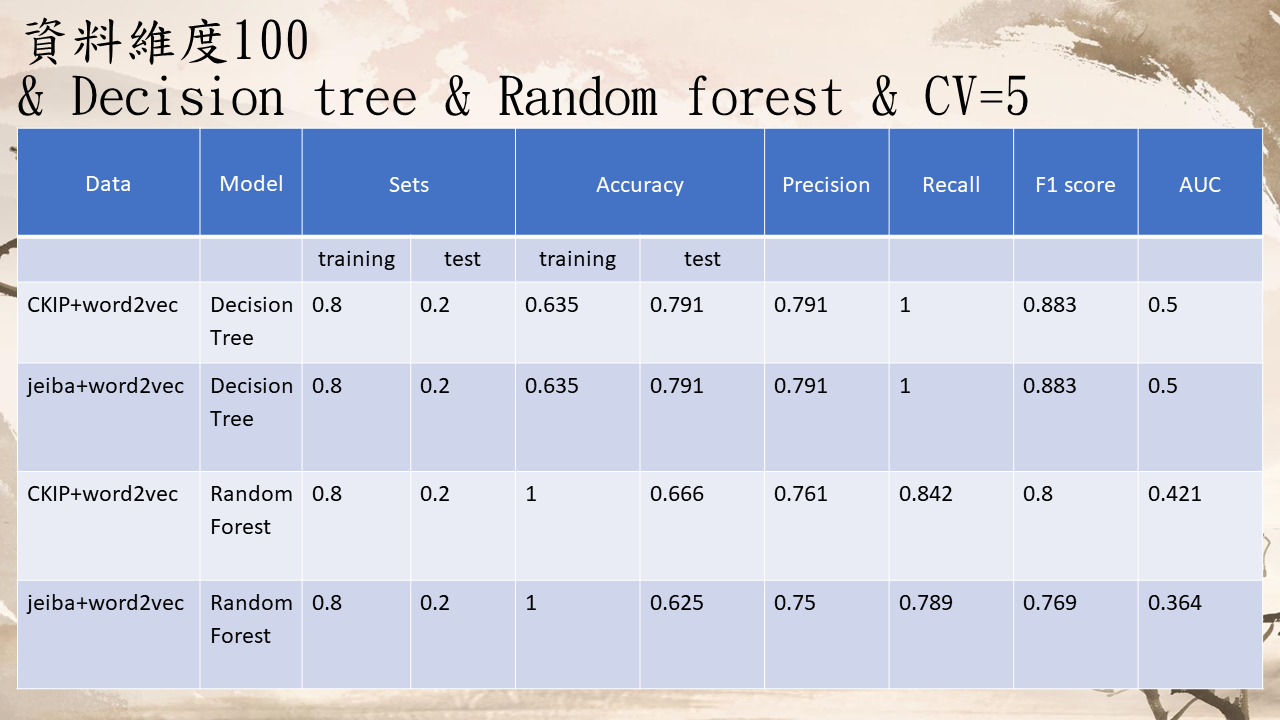 資料維度100
& Decision tree & Random forest & CV=5
Data Model Sets Accuracy Precision Recall F1 score AUC
training test training test
CKIP+word2vec Decision Tree 0.8 0.2 0.635 0.791 0.791 1 0.883 0.5
jeiba+word2vec Decision Tree 0.8 0.2 0.635 0.791 0.791 1 0.883 0.5
CKIP+word2vec Random Forest 0.8 0.2 1 0.666 0.761 0.842 0.8 0.421
jeiba+word2vec Random Forest 0.8 0.2 1 0.625 0.75 0.789 0.769 0.364